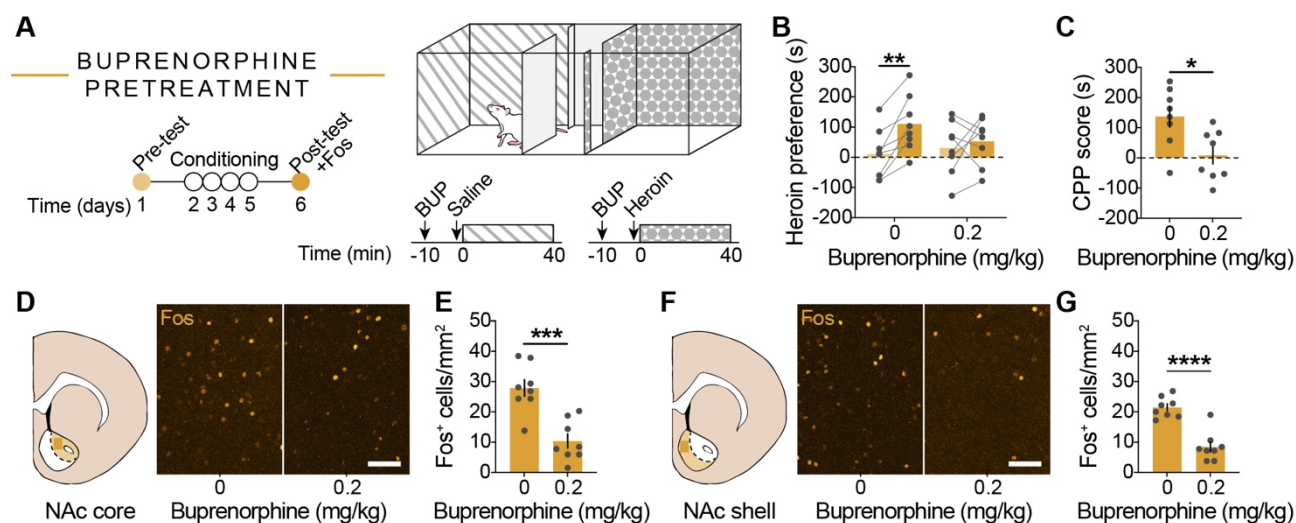 A
BUPRENORPHINE
PRETREATMENT
Pre-test
Conditioning
Post-test
+Fos
Time (days) 1 2 3 4 5 6
BUP Saline
BUP Heroin
Time (min) -10 0 40 -10 0 40
B
Heroin preference (s)
300
200
100
0
-100
-200
**
0 0.2
Buprenorphine (mg/kg)
C
CPP score (s)
300
200
100
0
-100
-200
*
0 0.2
Buprenorphine (mg/kg)
D
NAc core
Fos
0 0.2
Buprenorphine (mg/kg)
E
Fos+ cells/mm²
50
40
30
20
10
0
***
0 0.2
Buprenorphine (mg/kg)
F
NAc shell
Fos
0 0.2
Buprenorphine (mg/kg)
G
Fos+ cells/mm²
50
40
30
20
10
0
****
0 0.2
Buprenorphine (mg/kg)